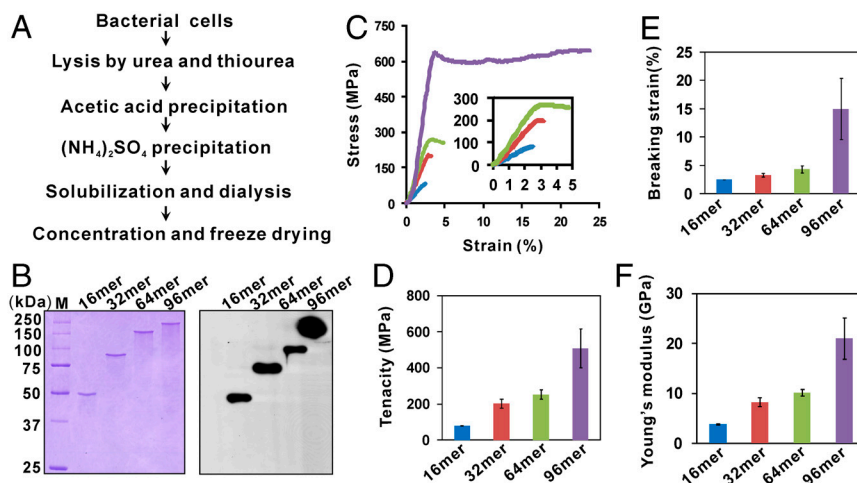 A
Bacterial cells
Lysis by urea and thiourea
Acetic acid precipitation
(NH₄)₂SO₄ precipitation
Solubilization and dialysis
Concentration and freeze drying
B
(kDa) M 16mer 32mer 64mer 96mer
16mer 32mer 64mer 96mer
250
150
100
75
50
37
25
C
Stress (MPa)
750
600
450
300
150
0
0 5 10 15 20 25
Strain (%)
300
200
100
0
0 1 2 3 4 5
D
Tenacity (MPa)
800
600
400
200
0
16mer 32mer 64mer 96mer
E
Breaking strain(%)
25
20
15
10
5
0
16mer 32mer 64mer 96mer
F
Young's modulus (GPa)
30
20
10
0
16mer 32mer 64mer 96mer